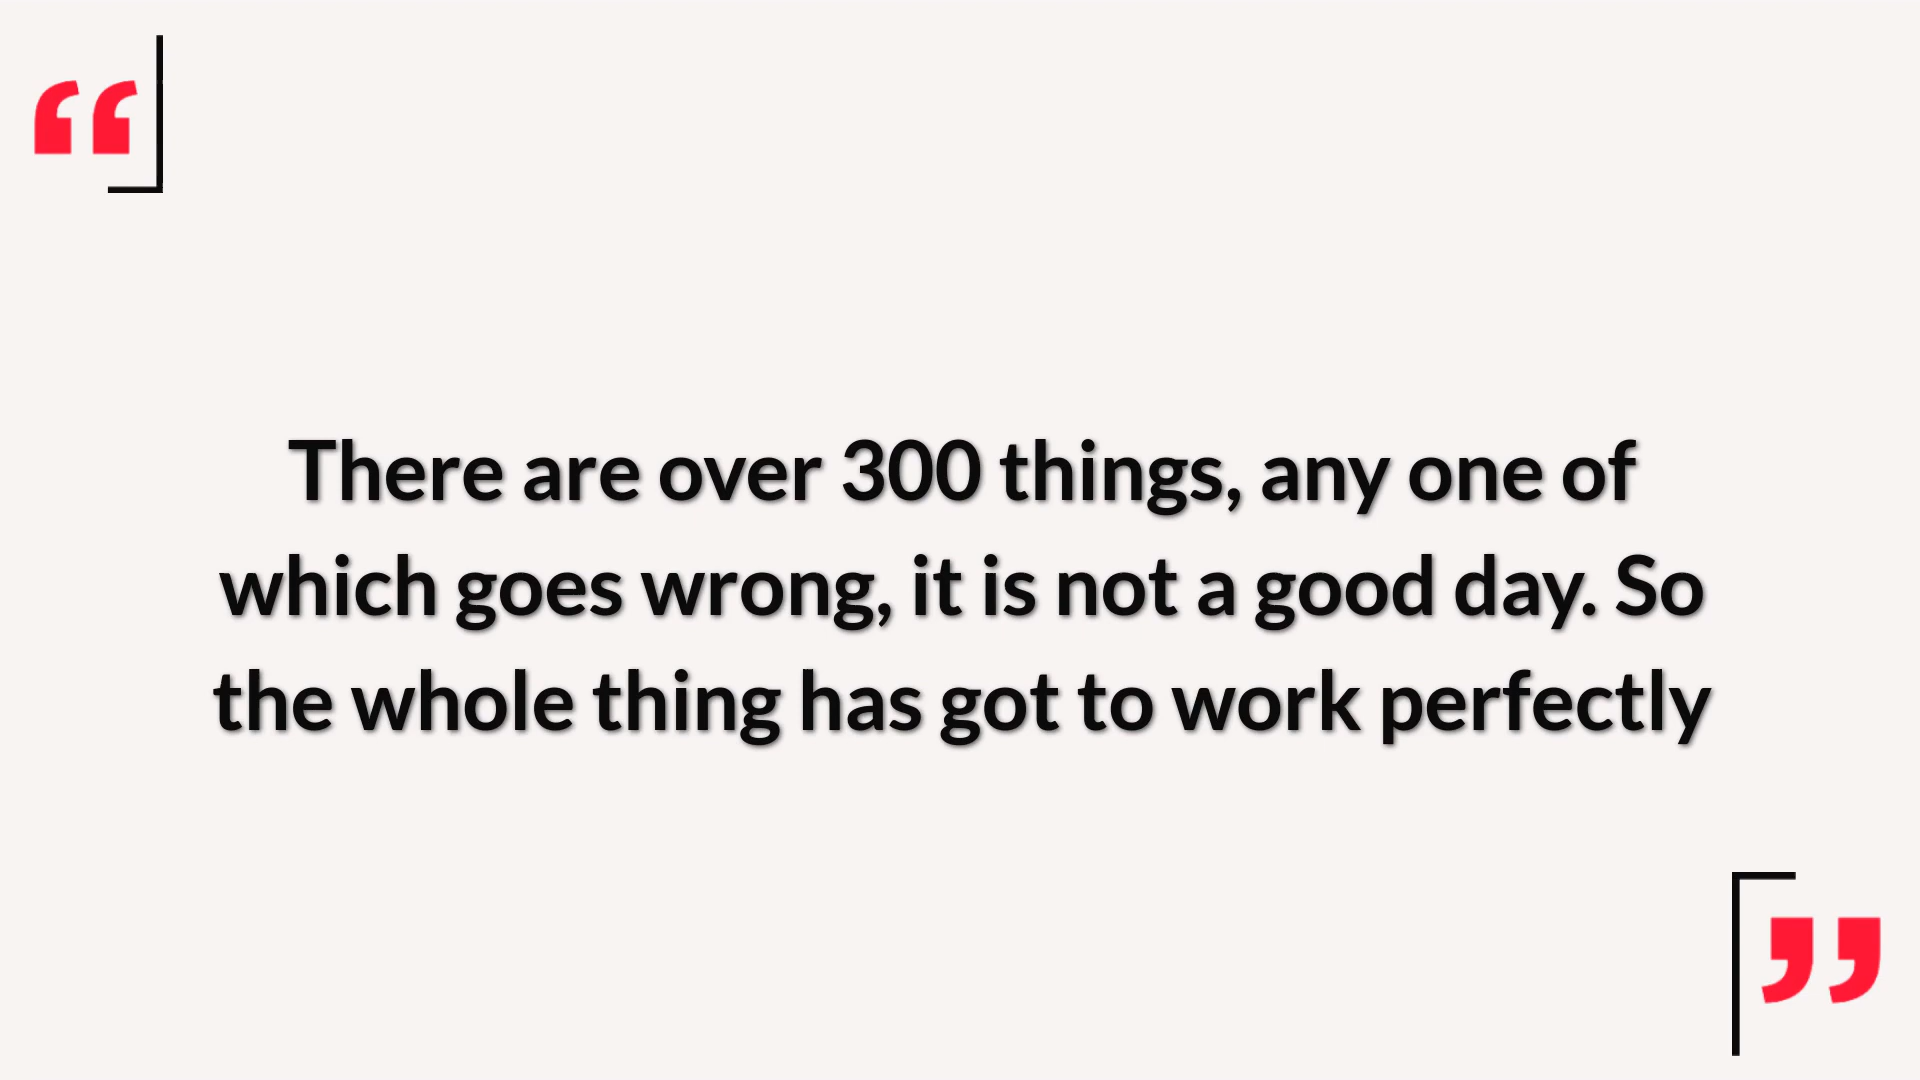 “
There are over 300 things, any one of
which goes wrong, it is not a good day. So
the whole thing has got to work perfectly
”